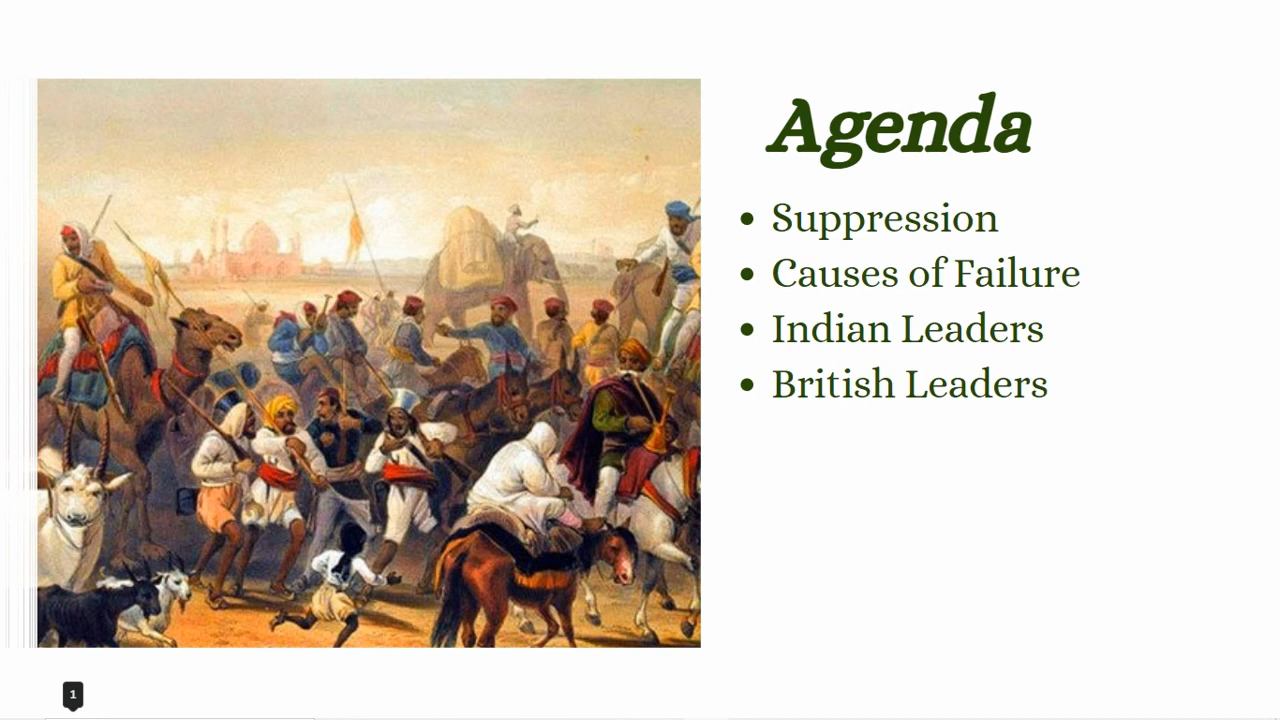 Agenda
• Suppression
• Causes of Failure
• Indian Leaders
• British Leaders
1